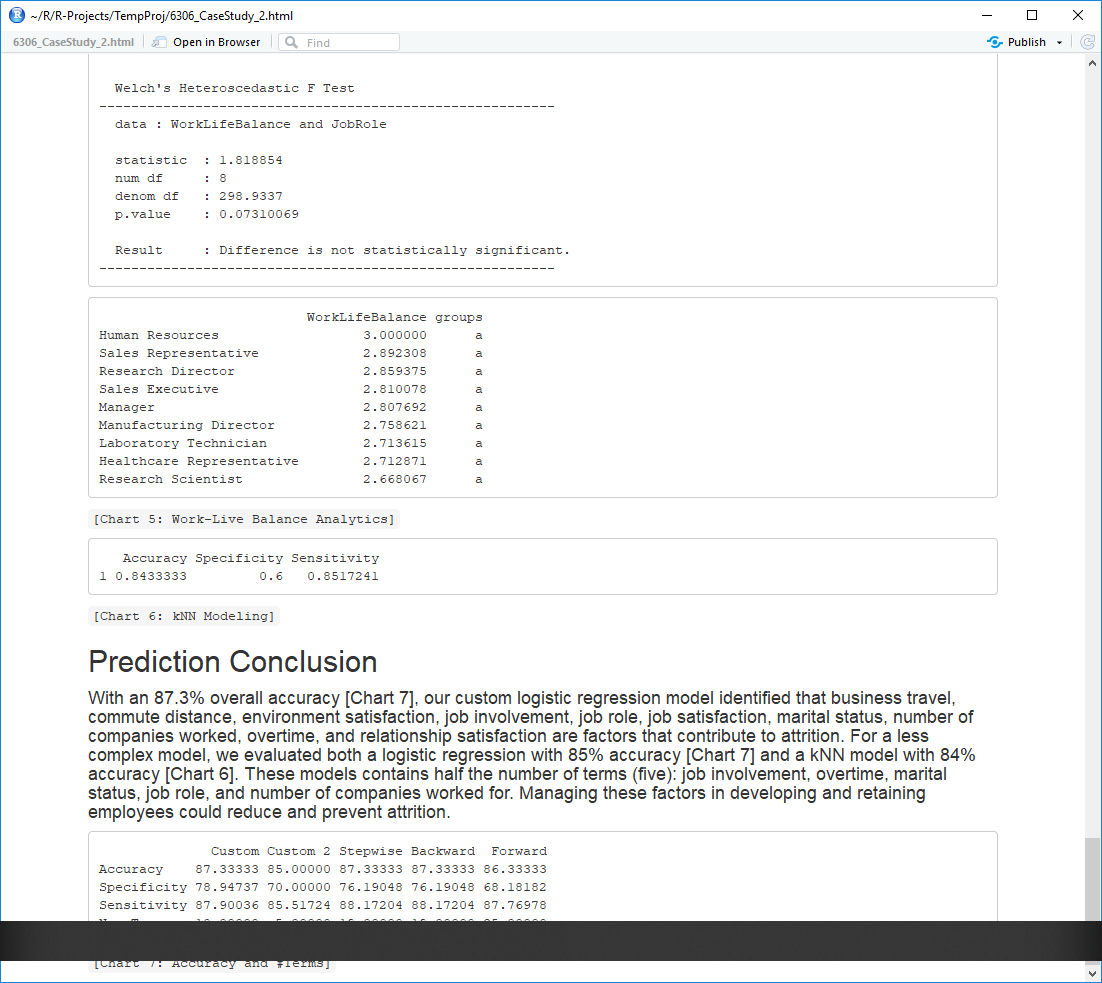 ~/R/R-Projects/TempProj/6306_CaseStudy_2.html
6306_CaseStudy_2.html Open in Browser Find Publish
Welch's Heteroscedastic F Test
---------------------------------------------------------
data : WorkLifeBalance and JobRole
statistic : 1.818854
num df : 8
denom df : 298.9337
p.value : 0.07310069
Result : Difference is not statistically significant.
---------------------------------------------------------
WorkLifeBalance groups
Human Resources 3.000000 a
Sales Representative 2.892308 a
Research Director 2.859375 a
Sales Executive 2.810078 a
Manager 2.807692 a
Manufacturing Director 2.758621 a
Laboratory Technician 2.713615 a
Healthcare Representative 2.712871 a
Research Scientist 2.668067 a
[Chart 5: Work-Live Balance Analytics]
Accuracy Specificity Sensitivity
1 0.8433333 0.6 0.8517241
[Chart 6: kNN Modeling]
Prediction Conclusion
With an 87.3% overall accuracy [Chart 7], our custom logistic regression model identified that business travel,
commute distance, environment satisfaction, job involvement, job role, job satisfaction, marital status, number of
companies worked, overtime, and relationship satisfaction are factors that contribute to attrition. For a less
complex model, we evaluated both a logistic regression with 85% accuracy [Chart 7] and a kNN model with 84%
accuracy [Chart 6]. These models contains half the number of terms (five): job involvement, overtime, marital
status, job role, and number of companies worked for. Managing these factors in developing and retaining
employees could reduce and prevent attrition.
Custom Custom 2 Stepwise Backward Forward
Accuracy 87.33333 85.00000 87.33333 87.33333 86.33333
Specificity 78.94737 70.00000 76.19048 76.19048 68.18182
Sensitivity 87.90036 85.51724 88.17204 88.17204 87.76978
[Chart 7: Accuracy and #Terms]